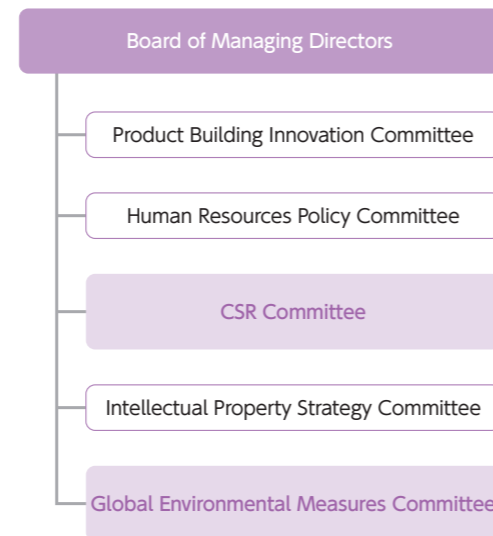 Board of Managing Directors
Product Building Innovation Committee
Human Resources Policy Committee
CSR Committee
Intellectual Property Strategy Committee
Global Environmental Measures Committee